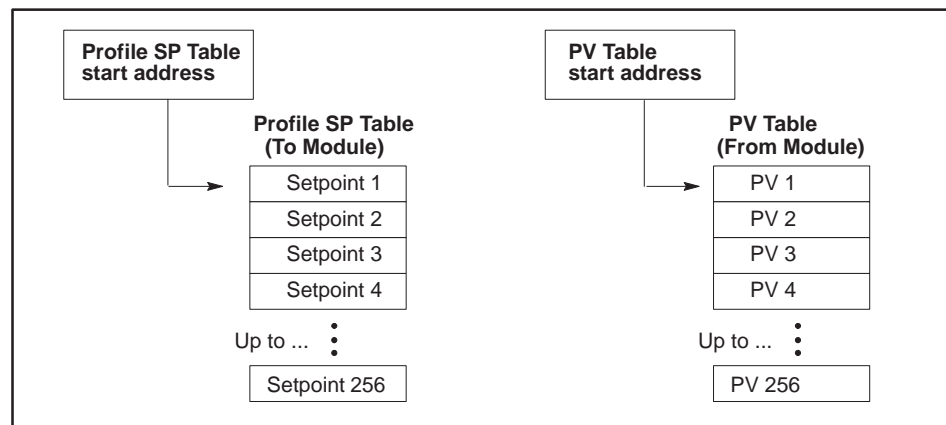 Profile SP Table
start address
Profile SP Table
(To Module)
Setpoint 1
Setpoint 2
Setpoint 3
Setpoint 4
Up to ...
Setpoint 256
PV Table
start address
PV Table
(From Module)
PV 1
PV 2
PV 3
PV 4
Up to ...
PV 256